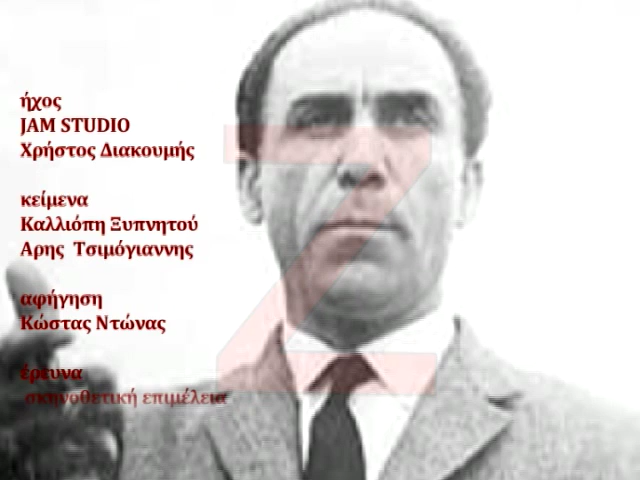 ήχος
JAM STUDIO
Χρήστος Διακουμής
κείμενα
Καλλιόπη Ξυπνητού
Αρης Τσιμόγιαννης
αφήγηση
Κώστας Ντώνας
έρευνα
σκηνοθετική επιμέλεια
Z